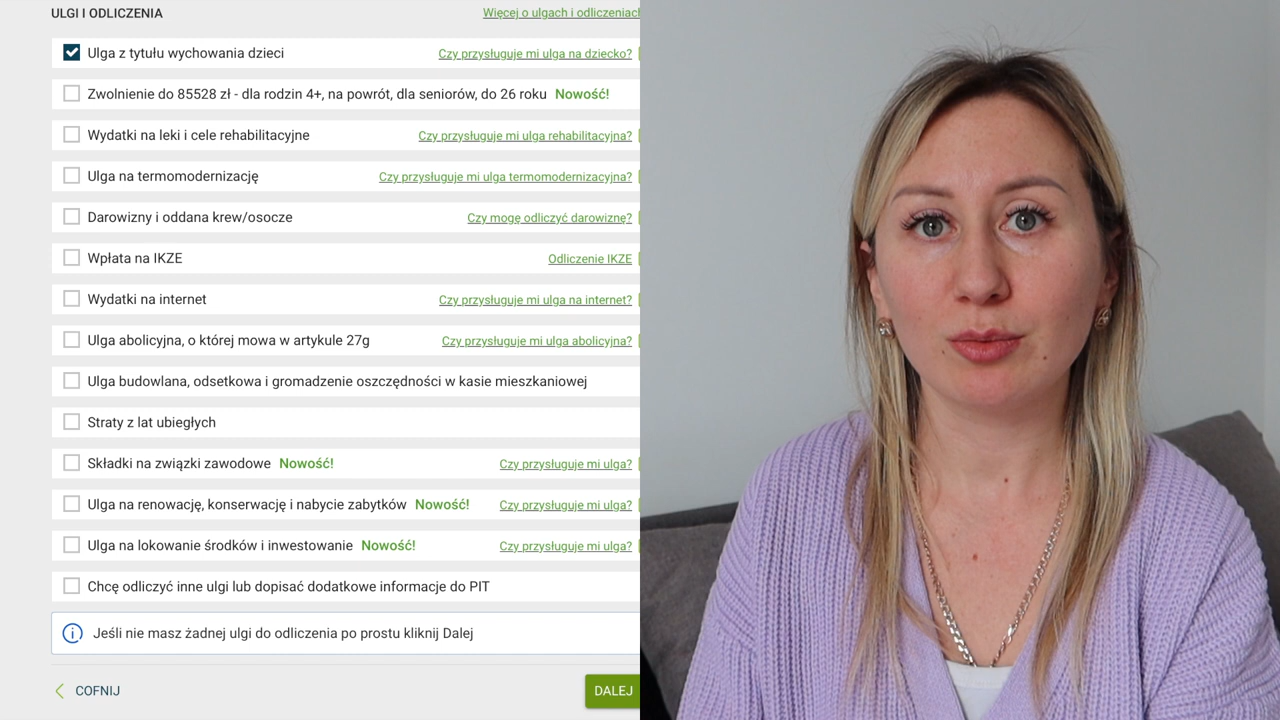 ULGI I ODLICZENIA Więcej o ulgach i odliczeniach
Ulga z tytułu wychowania dzieci Czy przysługuje mi ulga na dziecko?
Zwolnienie do 85528 zł - dla rodzin 4+, na powrót, dla seniorów, do 26 roku Nowość!
Wydatki na leki i cele rehabilitacyjne Czy przysługuje mi ulga rehabilitacyjna?
Ulga na termomodernizację Czy przysługuje mi ulga termomodernizacyjna?
Darowizny i oddana krew/osocze Czy mogę odliczyć darowiznę?
Wpłata na IKZE Odliczenie IKZE
Wydatki na internet Czy przysługuje mi ulga na internet?
Ulga abolicyjna, o której mowa w artykule 27g Czy przysługuje mi ulga abolicyjna?
Ulga budowlana, odsetkowa i gromadzenie oszczędności w kasie mieszkaniowej
Straty z lat ubiegłych
Składki na związki zawodowe Nowość! Czy przysługuje mi ulga?
Ulga na renowację, konserwację i nabycie zabytków Nowość! Czy przysługuje mi ulga?
Ulga na lokowanie środków i inwestowanie Nowość! Czy przysługuje mi ulga?
Chcę odliczyć inne ulgi lub dopisać dodatkowe informacje do PIT
Jeśli nie masz żadnej ulgi do odliczenia po prostu kliknij Dalej
COFNIJ DALEJ